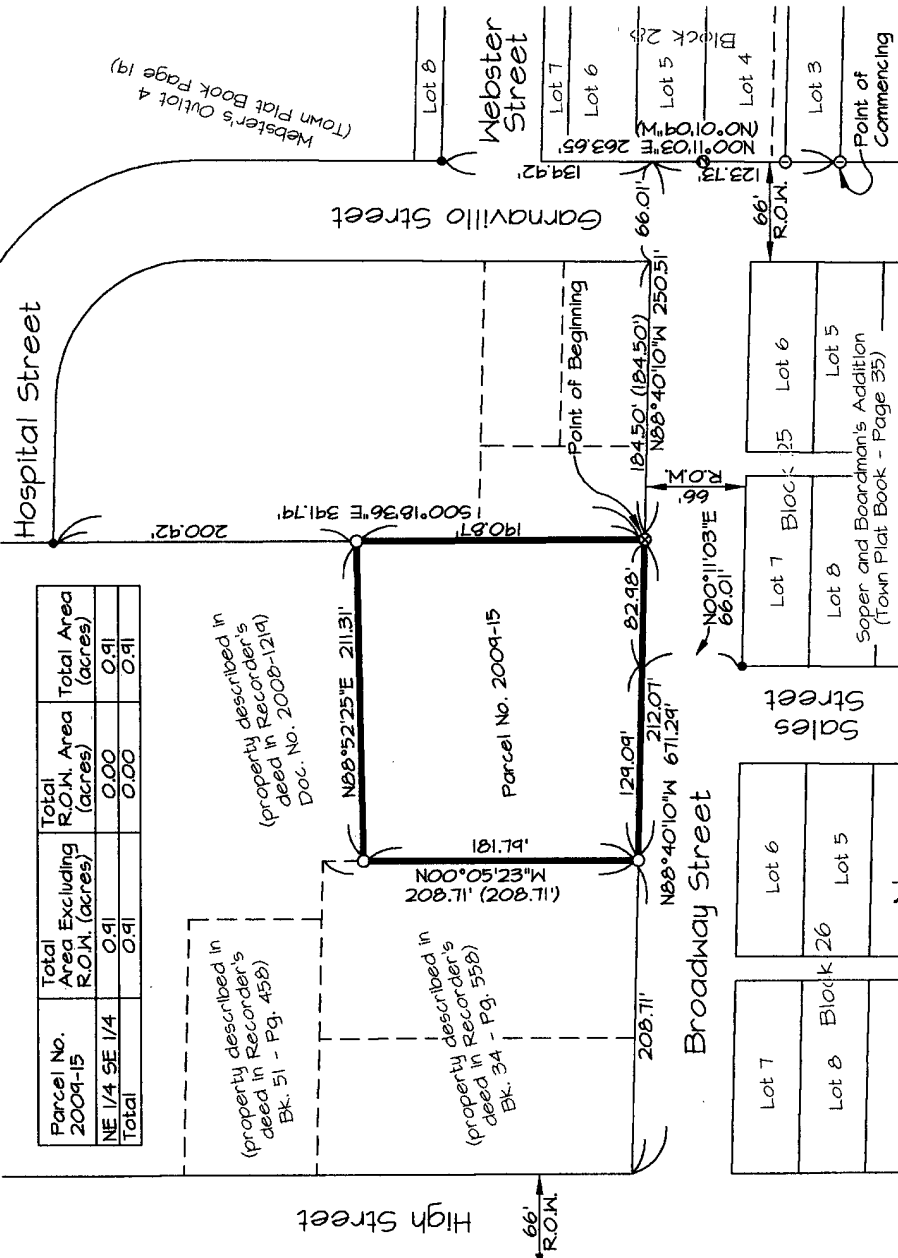 Hospital Street
Webster's Outlot 4
(Town Plat Book Page 19)
Lot 8
Webster
Street
Lot 7
Lot 6
Block 28
Lot 5
Lot 4
Lot 3
Point of
Commencing
134.92'
N00°11'03"E 263.65'
(N0°01'09"W)
123.73'
66'
R.O.W.
Garnavillo Street
66.01'
Parcel No.
2009-15
Total
Area Excluding
R.O.W. (acres)
Total
R.O.W. Area
(acres)
Total Area
(acres)
NE 1/4 SE 1/4
0.91
0.00
0.91
Total
0.91
0.00
0.91
200.92'
S00°18'36"E 391.79'
190.87'
Point of Beginning
184.50' (184.50')
N88°40'10"W 250.51'
66'
R.O.W.
(property described in
deed in Recorder's
Doc. No. 2008-1219)
N88°52'25"E 211.31'
Parcel No. 2009-15
181.79'
N00°50'23"W
208.71' (208.71')
129.09'
82.98'
212.07'
N88°40'10"W 671.29'
N00°11'03"E
66.01'
(property described in
deed in Recorder's
Bk. 51 - Pg. 458)
(property described in
deed in Recorder's
Bk. 34 - Pg. 558)
208.71'
Broadway Street
High Street
66'
R.O.W.
Lot 7
Lot 6
Block 26
Lot 8
Lot 5
Sales
Street
Lot 7
Block 25
Lot 6
Lot 8
Lot 5
Soper and Boardman's Addition
(Town Plat Book - Page 35)